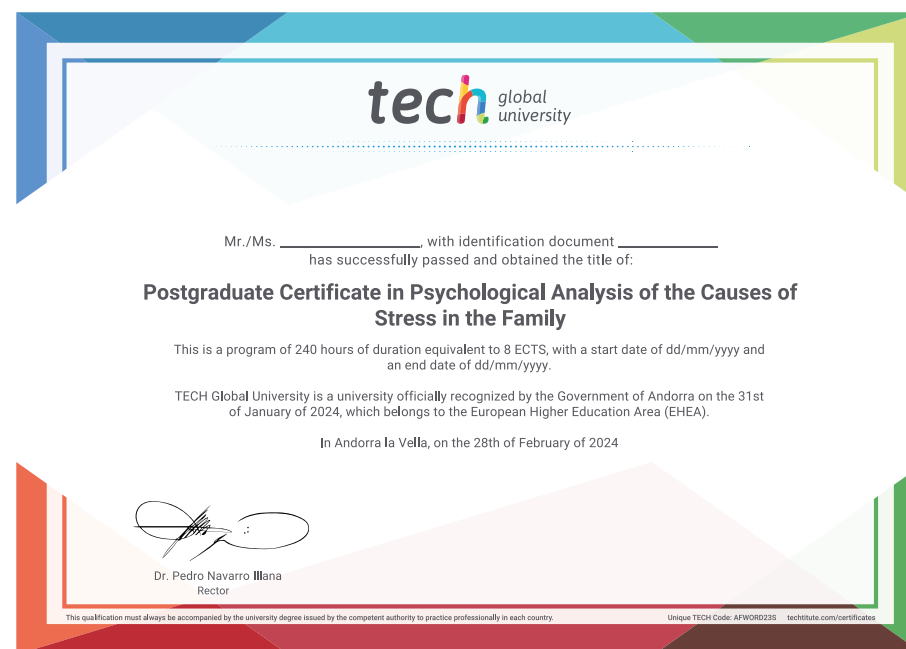 tech global university
Mr./Ms. ____________________, with identification document ______________
has successfully passed and obtained the title of:
Postgraduate Certificate in Psychological Analysis of the Causes of
Stress in the Family
This is a program of 240 hours of duration equivalent to 8 ECTS, with a start date of dd/mm/yyyy and
an end date of dd/mm/yyyy.
TECH Global University is a university officially recognized by the Government of Andorra on the 31st
of January of 2024, which belongs to the European Higher Education Area (EHEA).
In Andorra la Vella, on the 28th of February of 2024
Dr. Pedro Navarro Illana
Rector
This qualification must always be accompanied by the university degree issued by the competent authority to practice professionally in each country.
Unique TECH Code: AFWORD23S techtitute.com/certificates